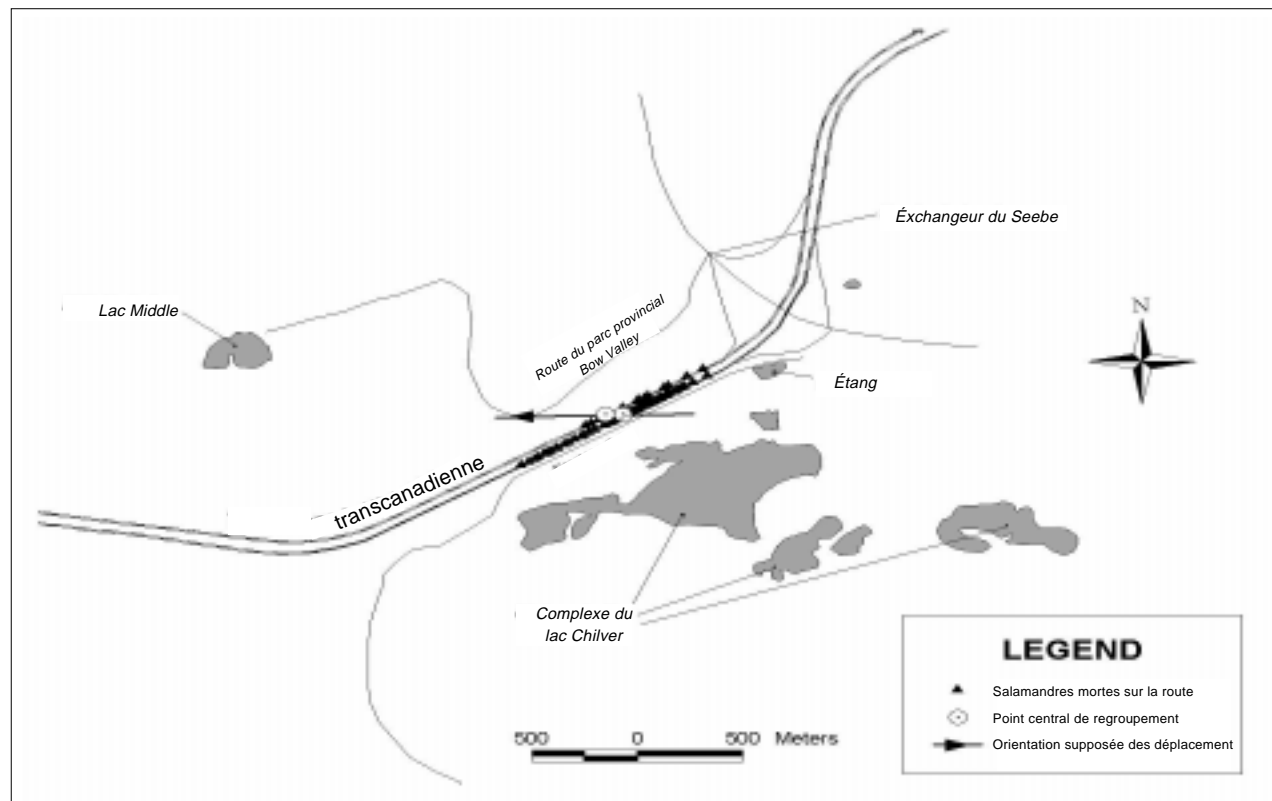 Éxchangeur du Seebe
Lac Middle
Route du parc provincial
Bow Valley
N
Étang
transcanadienne
Complexe du
lac Chilver
LEGEND
Salamandres mortes sur la route
Point central de regroupement
Orientation supposée des déplacement
500 0 500 Meters